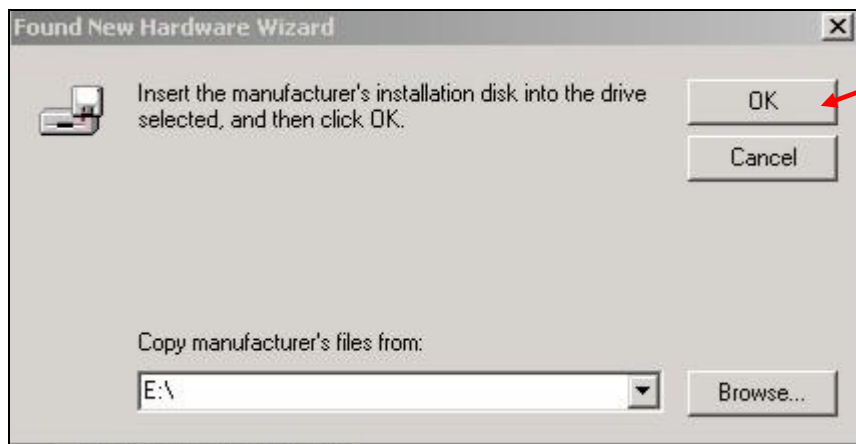 Found New Hardware Wizard
Insert the manufacturer's installation disk into the drive
selected, and then click OK.
OK
Cancel
Copy manufacturer's files from:
E:\
Browse...